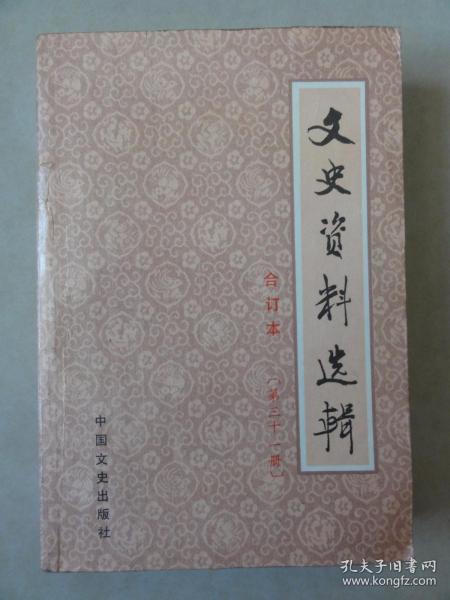 文史资料选辑
合订本
〔第三十一册〕
中国文史出版社
孔夫子旧书网
www.kongfz.com